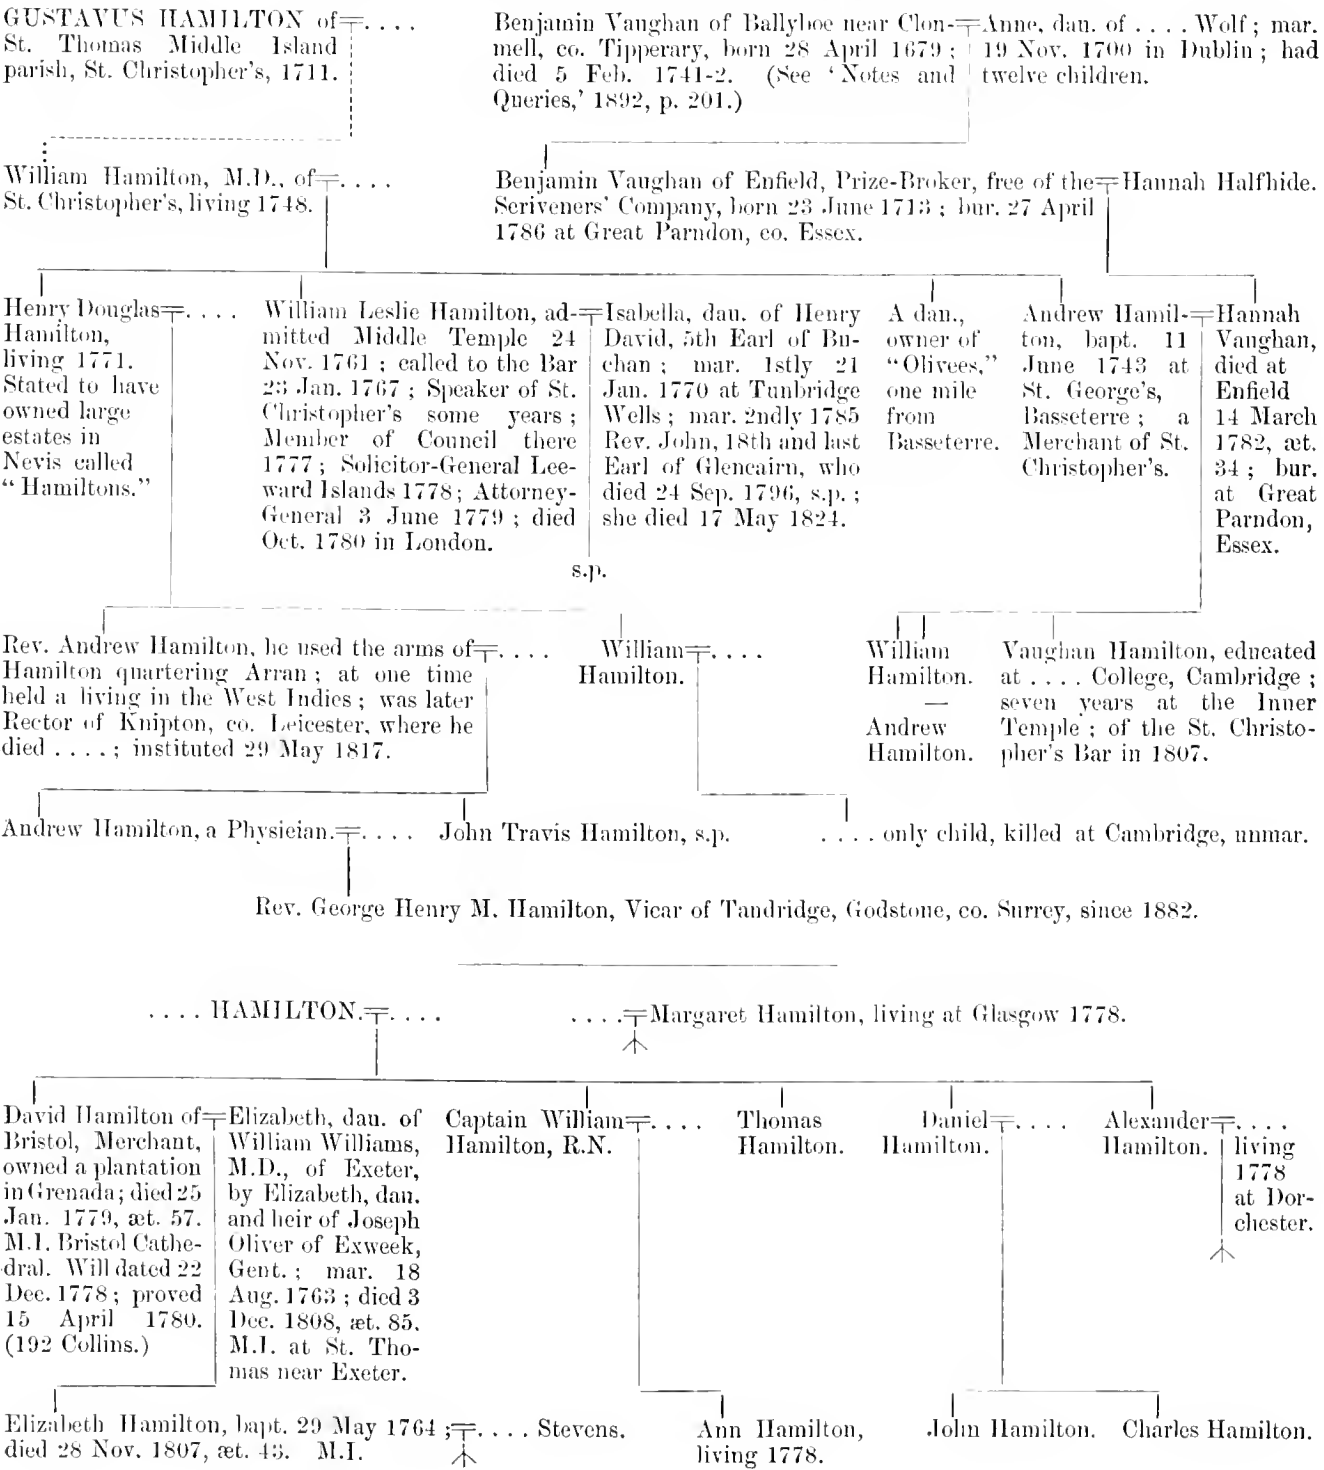 GUSTAVUS HAMILTON of╤. . . .
St. Thomas Middle Island
parish, St. Christopher's, 1711.
Benjamin Vaughan of Ballyboe near Clon-╤Anne, dau. of . . . . Wolf ; mar.
mell, co. Tipperary, born 28 April 1679 ; 19 Nov. 1700 in Dublin ; had
died 5 Feb. 1741-2. (See ‘Notes and twelve children.
Queries,’ 1892, p. 201.)
William Hamilton, M.D., of╤. . . .
St. Christopher's, living 1748.
Benjamin Vaughan of Enfield, Prize-Broker, free of the╤Hannah Halfhide.
Scriveners' Company, born 23 June 1713 ; bur. 27 April
1786 at Great Parndon, co. Essex.
Henry Douglas╤. . . .
Hamilton,
living 1771.
Stated to have
owned large
estates in
Nevis called
“Hamiltons.”
William Leslie Hamilton, ad-╤
mitted Middle Temple 24
Nov. 1761 ; called to the Bar
23 Jan. 1767 ; Speaker of St.
Christopher's some years ;
Member of Council there
1777 ; Solicitor-General Lee-
ward Islands 1778 ; Attorney-
General 3 June 1779 ; died
Oct. 1780 in London.
Isabella, dau. of Henry
David, 5th Earl of Bu-
chan ; mar. 1stly 21
Jan. 1770 at Tunbridge
Wells ; mar. 2ndly 1785
Rev. John, 18th and last
Earl of Glencairn, who
died 24 Sep. 1796, s.p. ;
she died 17 May 1824.
s.p.
A dau.,
owner of
“Olivees,”
one mile
from
Basseterre.
Andrew Hamil-╤
ton, bapt. 11
June 1743 at
St. George's,
Basseterre ; a
Merchant of St.
Christopher's.
Hannah
Vaughan,
died at
Enfield
14 March
1782, æt.
34 ; bur.
at Great
Parndon,
Essex.
Rev. Andrew Hamilton, he used the arms of╤. . . .
Hamilton quartering Arran ; at one time
held a living in the West Indies ; was later
Rector of Knipton, co. Leicester, where he
died . . . . ; instituted 29 May 1817.
William╤. . . .
Hamilton.
William
Hamilton.
—
Andrew
Hamilton.
Vaughan Hamilton, educated
at . . . . College, Cambridge ;
seven years at the Inner
Temple ; of the St. Christo-
pher's Bar in 1807.
Andrew Hamilton, a Physician.╤. . . . John Travis Hamilton, s.p. . . . . only child, killed at Cambridge, unmar.
Rev. George Henry M. Hamilton, Vicar of Tandridge, Godstone, co. Surrey, since 1882.
. . . . HAMILTON.╤. . . . . . . .╤Margaret Hamilton, living at Glasgow 1778.
David Hamilton of╤
Bristol, Merchant,
owned a plantation
in Grenada; died 25
Jan. 1779, æt. 57.
M.I. Bristol Cathe-
dral. Will dated 22
Dec. 1778 ; proved
15 April 1780.
(192 Collins.)
Elizabeth, dau. of
William Williams,
M.D., of Exeter,
by Elizabeth, dau.
and heir of Joseph
Oliver of Exweek,
Gent. ; mar. 18
Aug. 1763 ; died 3
Dec. 1808, æt. 85.
M.I. at St. Tho-
mas near Exeter.
Captain William╤. . . .
Hamilton, R.N.
Thomas
Hamilton.
Daniel╤. . . .
Hamilton.
Alexander╤. . . .
Hamilton. living
1778
at Dor-
chester.
Elizabeth Hamilton, bapt. 29 May 1764 ;╤. . . . Stevens.
died 28 Nov. 1807, æt. 43. M.I.
Ann Hamilton,
living 1778.
John Hamilton. Charles Hamilton.